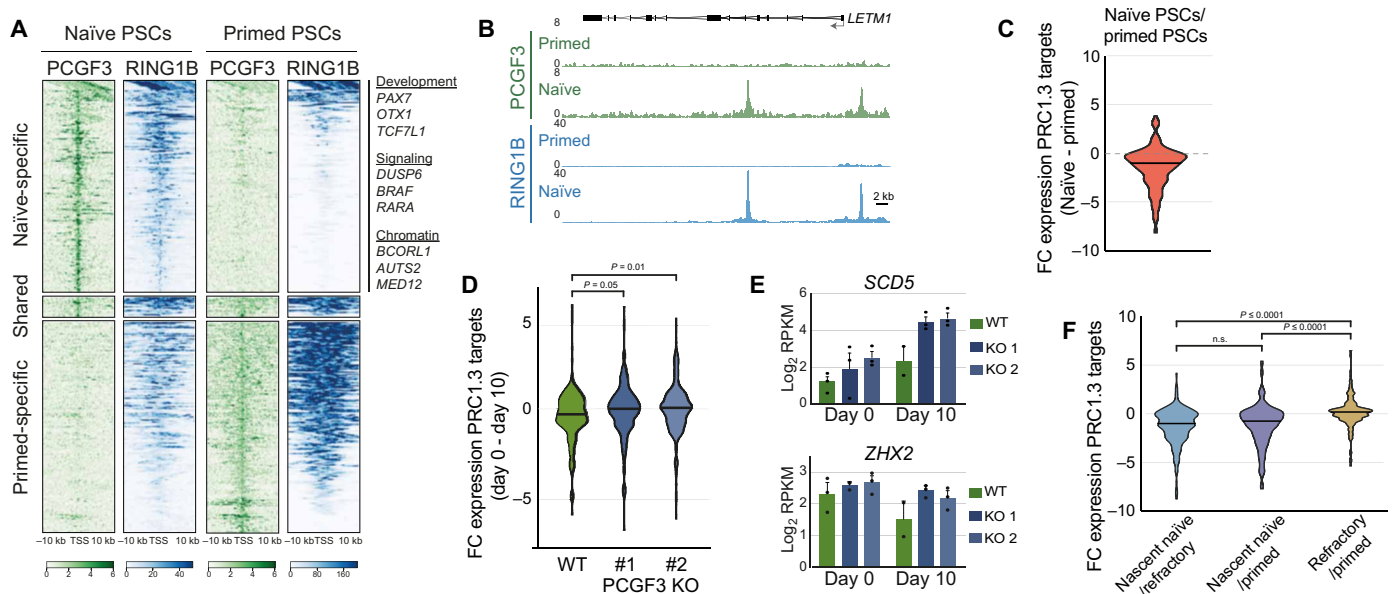 A
Naïve PSCs
Primed PSCs
PCGF3
RING1B
PCGF3
RING1B
Naïve-specific
Shared
Primed-specific
Development
PAX7
OTX1
TCF7L1
Signaling
DUSP6
BRAF
RARA
Chromatin
BCORL1
AUTS2
MED12
–10 kb TSS 10 kb
–10 kb TSS 10 kb
–10 kb TSS 10 kb
–10 kb TSS 10 kb
0 2 4 6
0 20 40
0 2 4 6
0 80 160
B
LETM1
PCGF3
8
Primed
0
8
Naïve
0
RING1B
40
Primed
0
40
Naïve
0
2 kb
C
Naïve PSCs/
primed PSCs
FC expression PRC1.3 targets
(Naïve - primed)
10
5
0
–5
–10
D
P = 0.01
P = 0.05
FC expression PRC1.3 targets
(day 0 - day 10)
5
0
–5
WT
#1
#2
PCGF3 KO
E
SCD5
Log2 RPKM
6
4
2
0
Day 0
Day 10
WT
KO 1
KO 2
ZHX2
Log2 RPKM
3
2
1
0
Day 0
Day 10
WT
KO 1
KO 2
F
P ≤ 0.0001
P ≤ 0.0001
n.s.
FC expression PRC1.3 targets
10
5
0
–5
–10
Nascent naïve
/refractory
Nascent naïve
/primed
Refractory
/primed